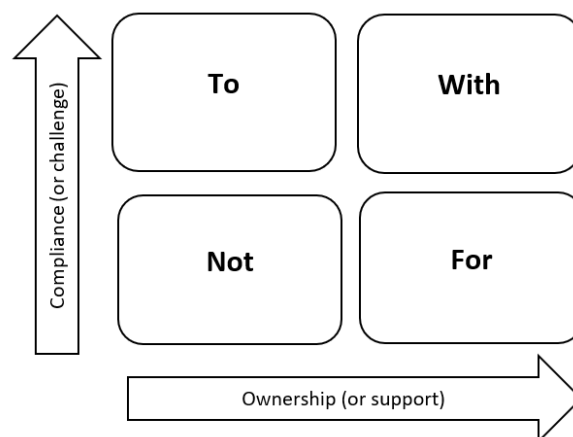 Compliance (or challenge)
To
With
Not
For
Ownership (or support)